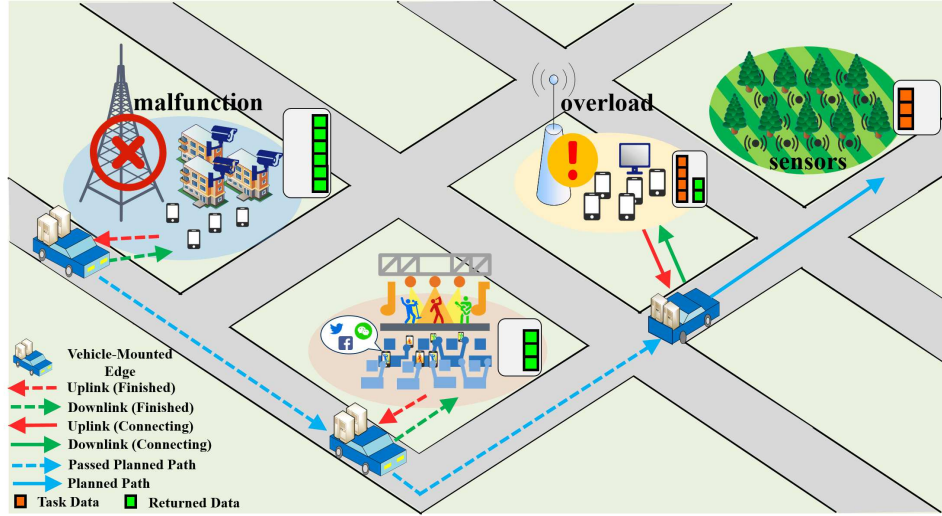 malfunction
overload
sensors
Vehicle-Mounted
Edge
Uplink (Finished)
Downlink (Finished)
Uplink (Connecting)
Downlink (Connecting)
Passed Planned Path
Planned Path
Task Data
Returned Data